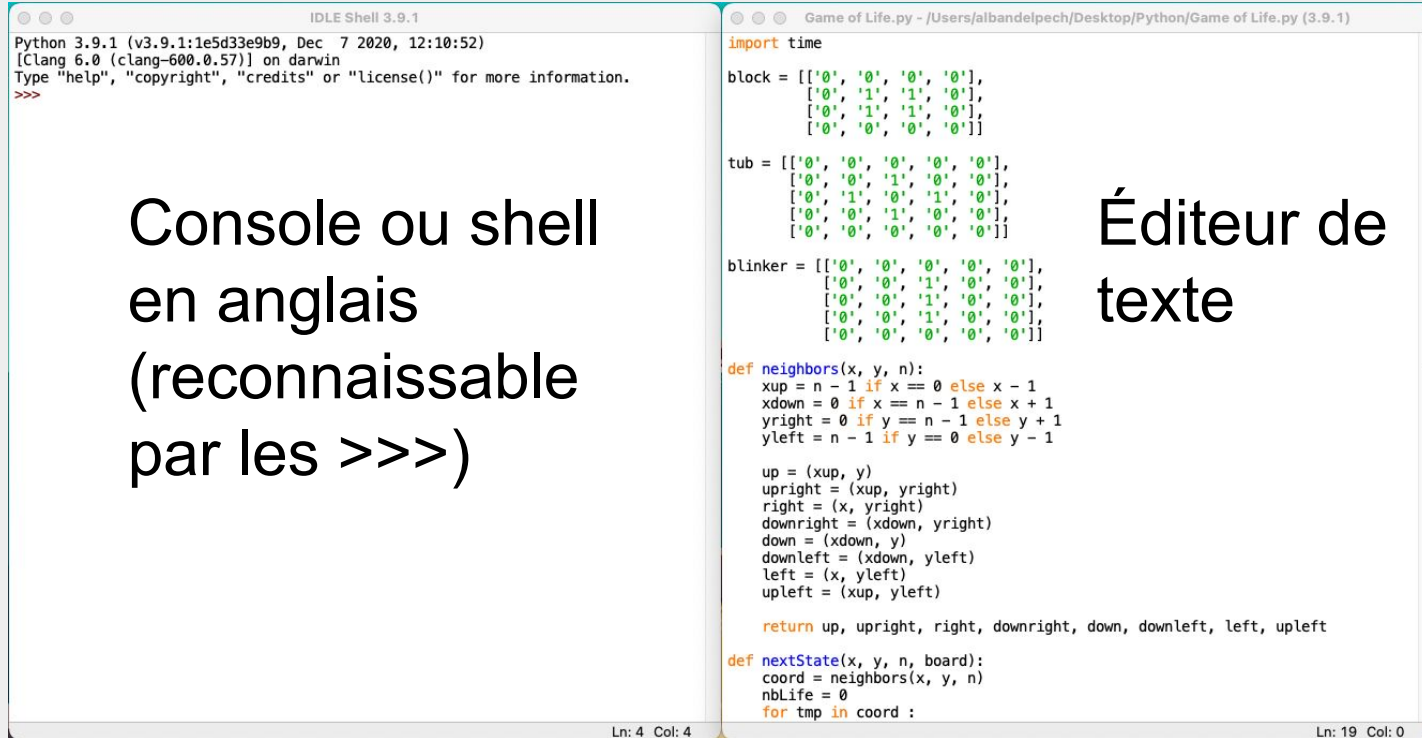 IDLE Shell 3.9.1
Python 3.9.1 (v3.9.1:1e5d33e9b9, Dec  7 2020, 12:10:52)
[Clang 6.0 (clang-600.0.57)] on darwin
Type "help", "copyright", "credits" or "license()" for more information.
>>>
Console ou shell
en anglais
(reconnaissable
par les >>>)
Ln: 4 Col: 4
Game of Life.py - /Users/albandelpech/Desktop/Python/Game of Life.py (3.9.1)
import time
block = [['0', '0', '0', '0'],
['0', '1', '1', '0'],
['0', '1', '1', '0'],
['0', '0', '0', '0']]
tub = [['0', '0', '0', '0', '0'],
['0', '0', '1', '0', '0'],
['0', '1', '0', '1', '0'],
['0', '0', '1', '0', '0'],
['0', '0', '0', '0', '0']]
blinker = [['0', '0', '0', '0', '0'],
['0', '0', '1', '0', '0'],
['0', '0', '1', '0', '0'],
['0', '0', '1', '0', '0'],
['0', '0', '0', '0', '0']]
def neighbors(x, y, n):
xup = n - 1 if x == 0 else x - 1
xdown = 0 if x == n - 1 else x + 1
yright = 0 if y == n - 1 else y + 1
yleft = n - 1 if y == 0 else y - 1
up = (xup, y)
upright = (xup, yright)
right = (x, yright)
downright = (xdown, yright)
down = (xdown, y)
downleft = (xdown, yleft)
left = (x, yleft)
upleft = (xup, yleft)
return up, upright, right, downright, down, downleft, left, upleft
def nextState(x, y, n, board):
coord = neighbors(x, y, n)
nbLife = 0
for tmp in coord :
Éditeur de
texte
Ln: 19 Col: 0